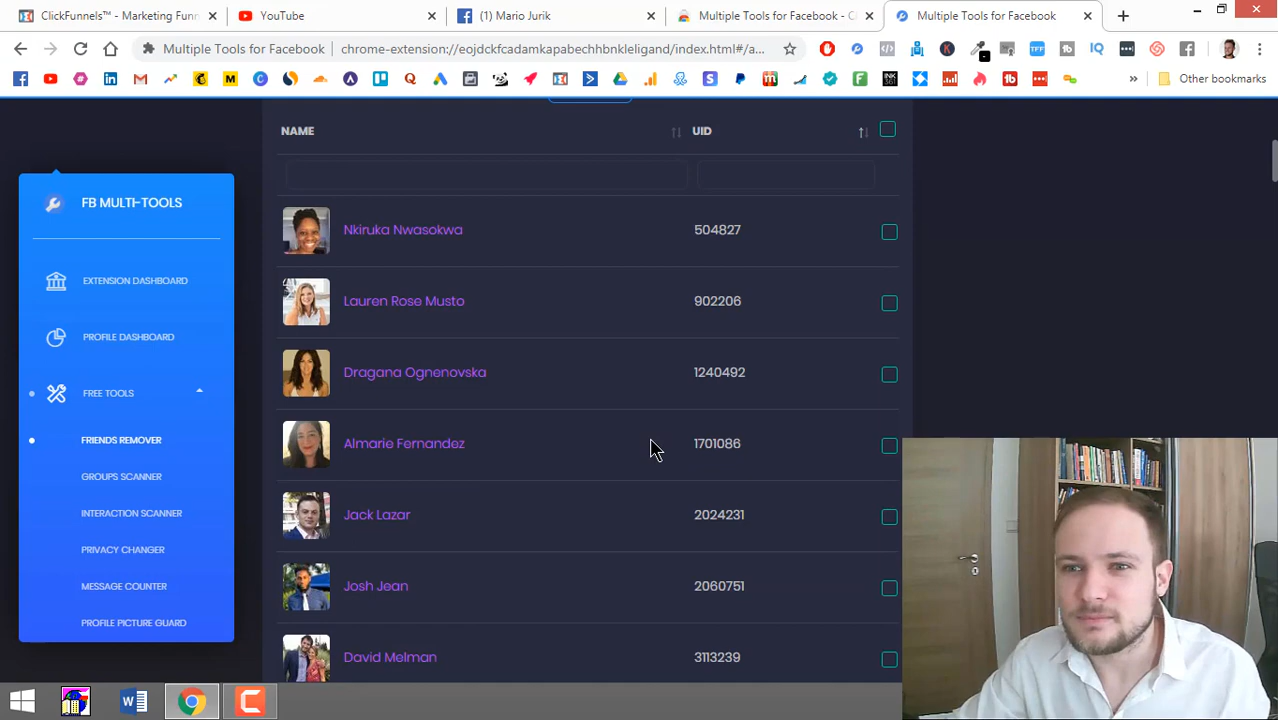 ClickFunnels™ - Marketing Funn
YouTube
(1) Mario Jurik
Multiple Tools for Facebook - C
Multiple Tools for Facebook
Multiple Tools for Facebook
chrome-extension://eojdckfcadamkapabechhbnkleligand/index.html#/a...
Other bookmarks
FB MULTI-TOOLS
EXTENSION DASHBOARD
PROFILE DASHBOARD
FREE TOOLS
FRIENDS REMOVER
GROUPS SCANNER
INTERACTION SCANNER
PRIVACY CHANGER
MESSAGE COUNTER
PROFILE PICTURE GUARD
NAME UID
Nkiruka Nwasokwa 504827
Lauren Rose Musto 902206
Dragana Ognenovska 1240492
Almarie Fernandez 1701086
Jack Lazar 2024231
Josh Jean 2060751
David Melman 3113239